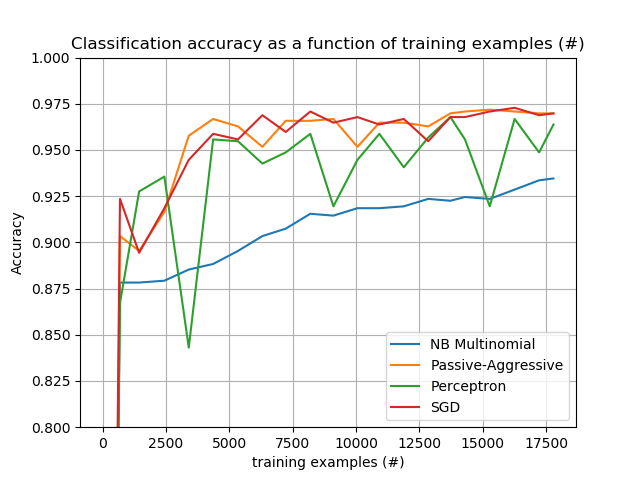 Classification accuracy as a function of training examples (#)
1.000
0.975
0.950
0.925
0.900
0.875
0.850
0.825
0.800
Accuracy
0
2500
5000
7500
10000
12500
15000
17500
training examples (#)
NB Multinomial
Passive-Aggressive
Perceptron
SGD